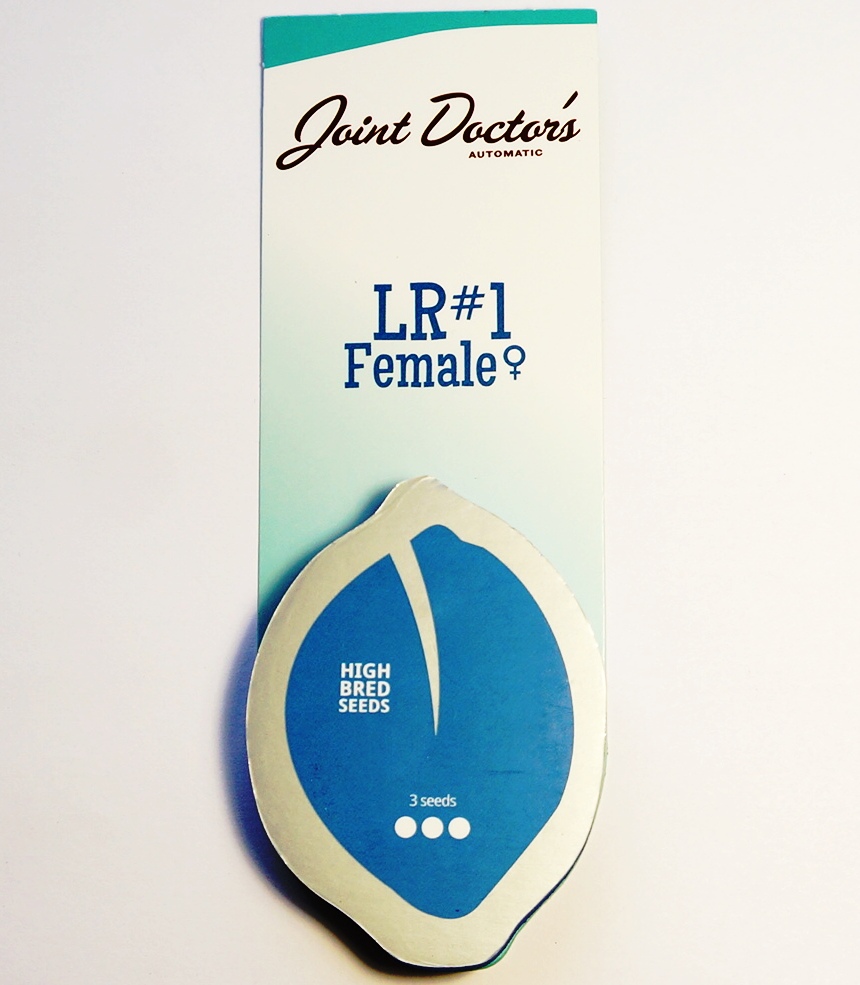 Joint Doctor's
AUTOMATIC
LR#1
Female♀
HIGH
BRED
SEEDS
3 seeds